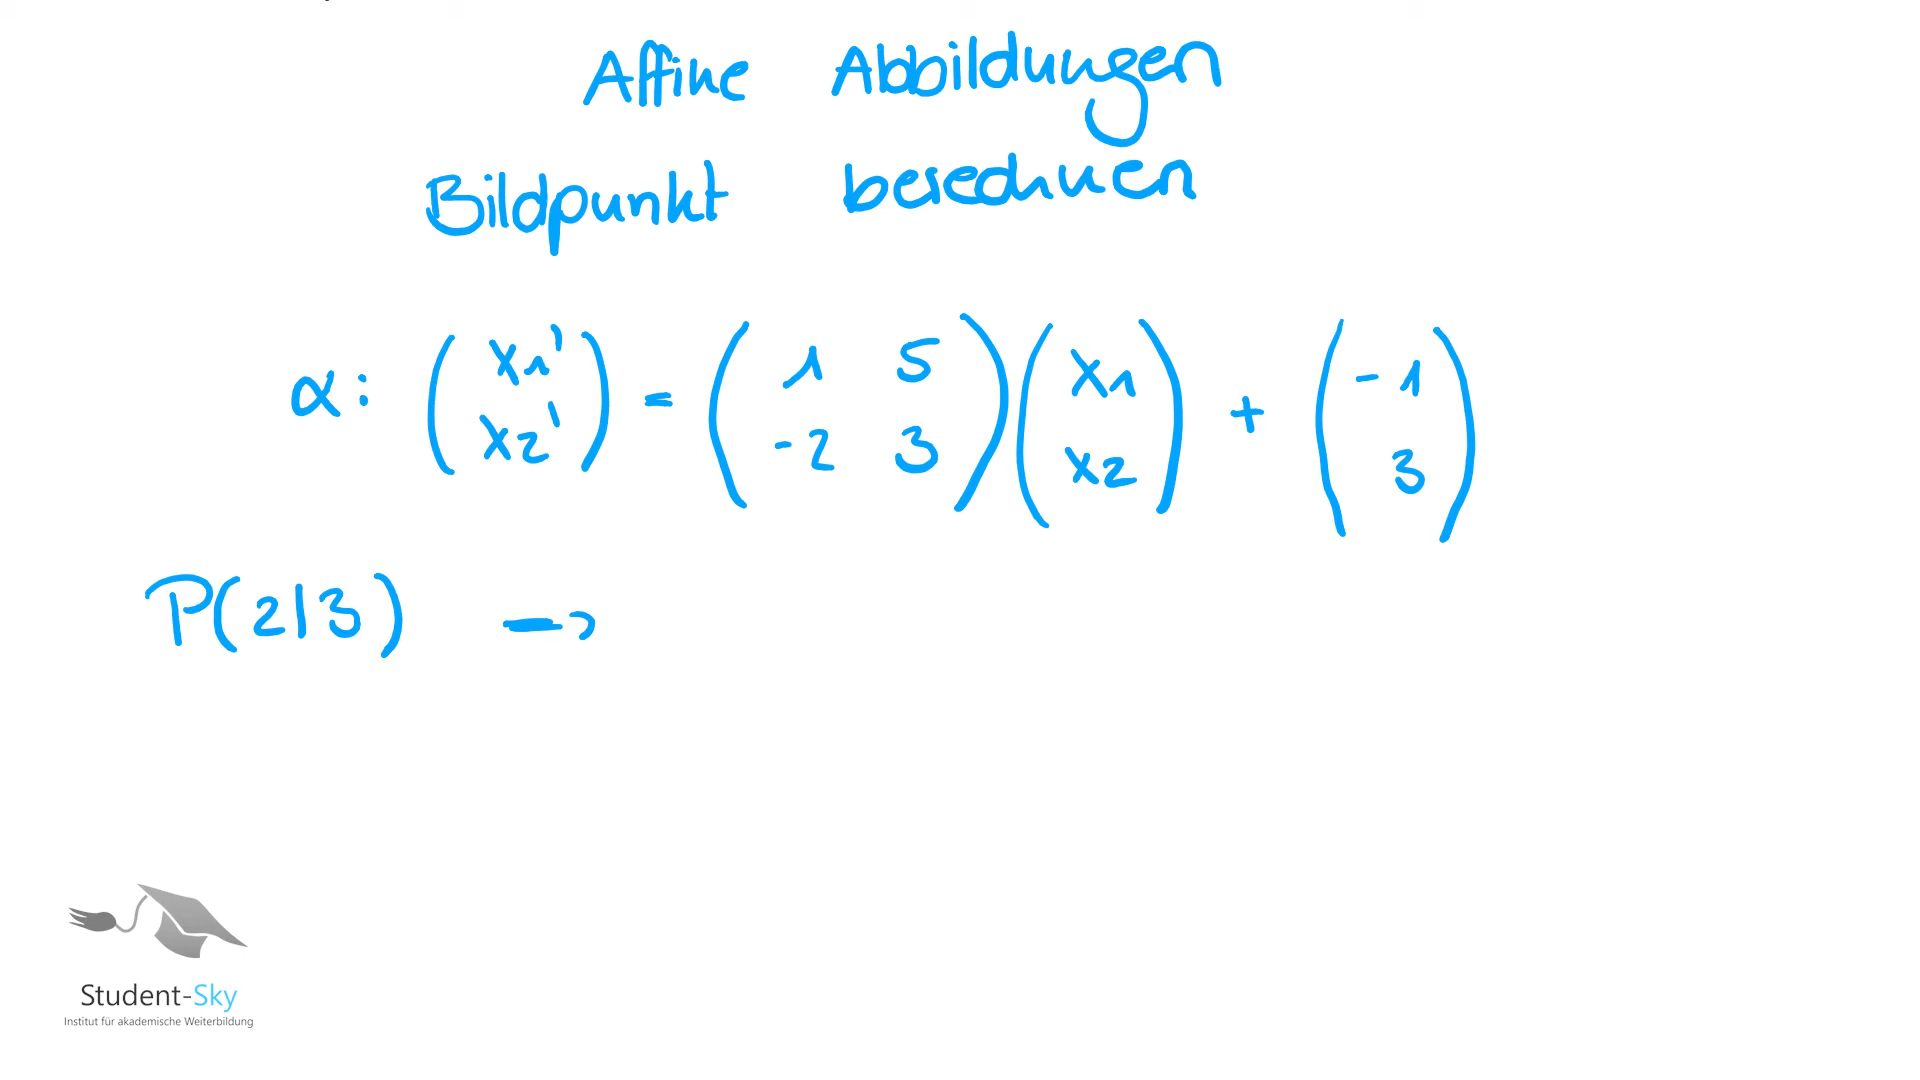 Affine Abbildungen
Bildpunkt berechnen
α: (x₁' x₂') = (1 5 -2 3)(x₁ x₂) + (-1 3)
P(2|3) →
Student-Sky
Institut für akademische Weiterbildung